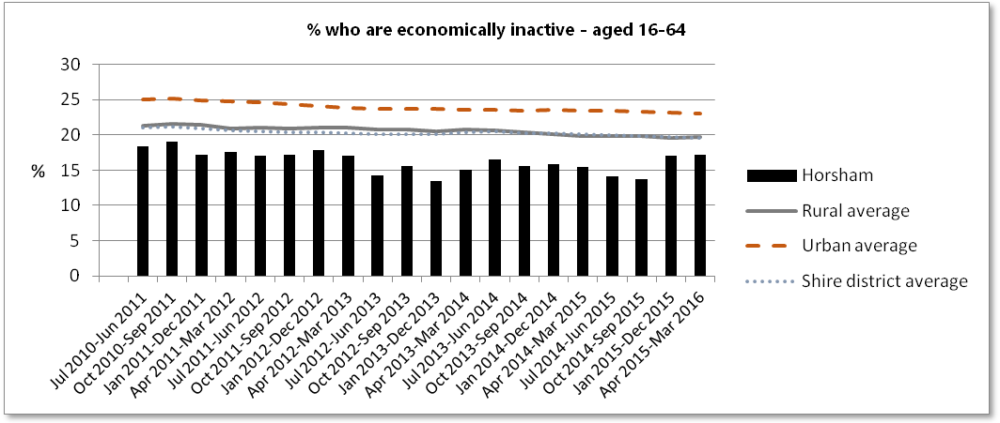 % who are economically inactive - aged 16-64
30
25
20
15
10
5
0
%
Jul 2010-Jun 2011
Oct 2010-Sep 2011
Jan 2011-Dec 2011
Apr 2011-Mar 2012
Jul 2011-Jun 2012
Oct 2011-Sep 2012
Jan 2012-Dec 2012
Apr 2012-Mar 2013
Jul 2012-Jun 2013
Oct 2012-Sep 2013
Jan 2013-Dec 2013
Apr 2013-Mar 2014
Jul 2013-Jun 2014
Oct 2013-Sep 2014
Jan 2014-Dec 2014
Apr 2014-Mar 2015
Jul 2014-Jun 2015
Oct 2014-Sep 2015
Jan 2015-Dec 2015
Apr 2015-Mar 2016
Horsham
Rural average
Urban average
Shire district average